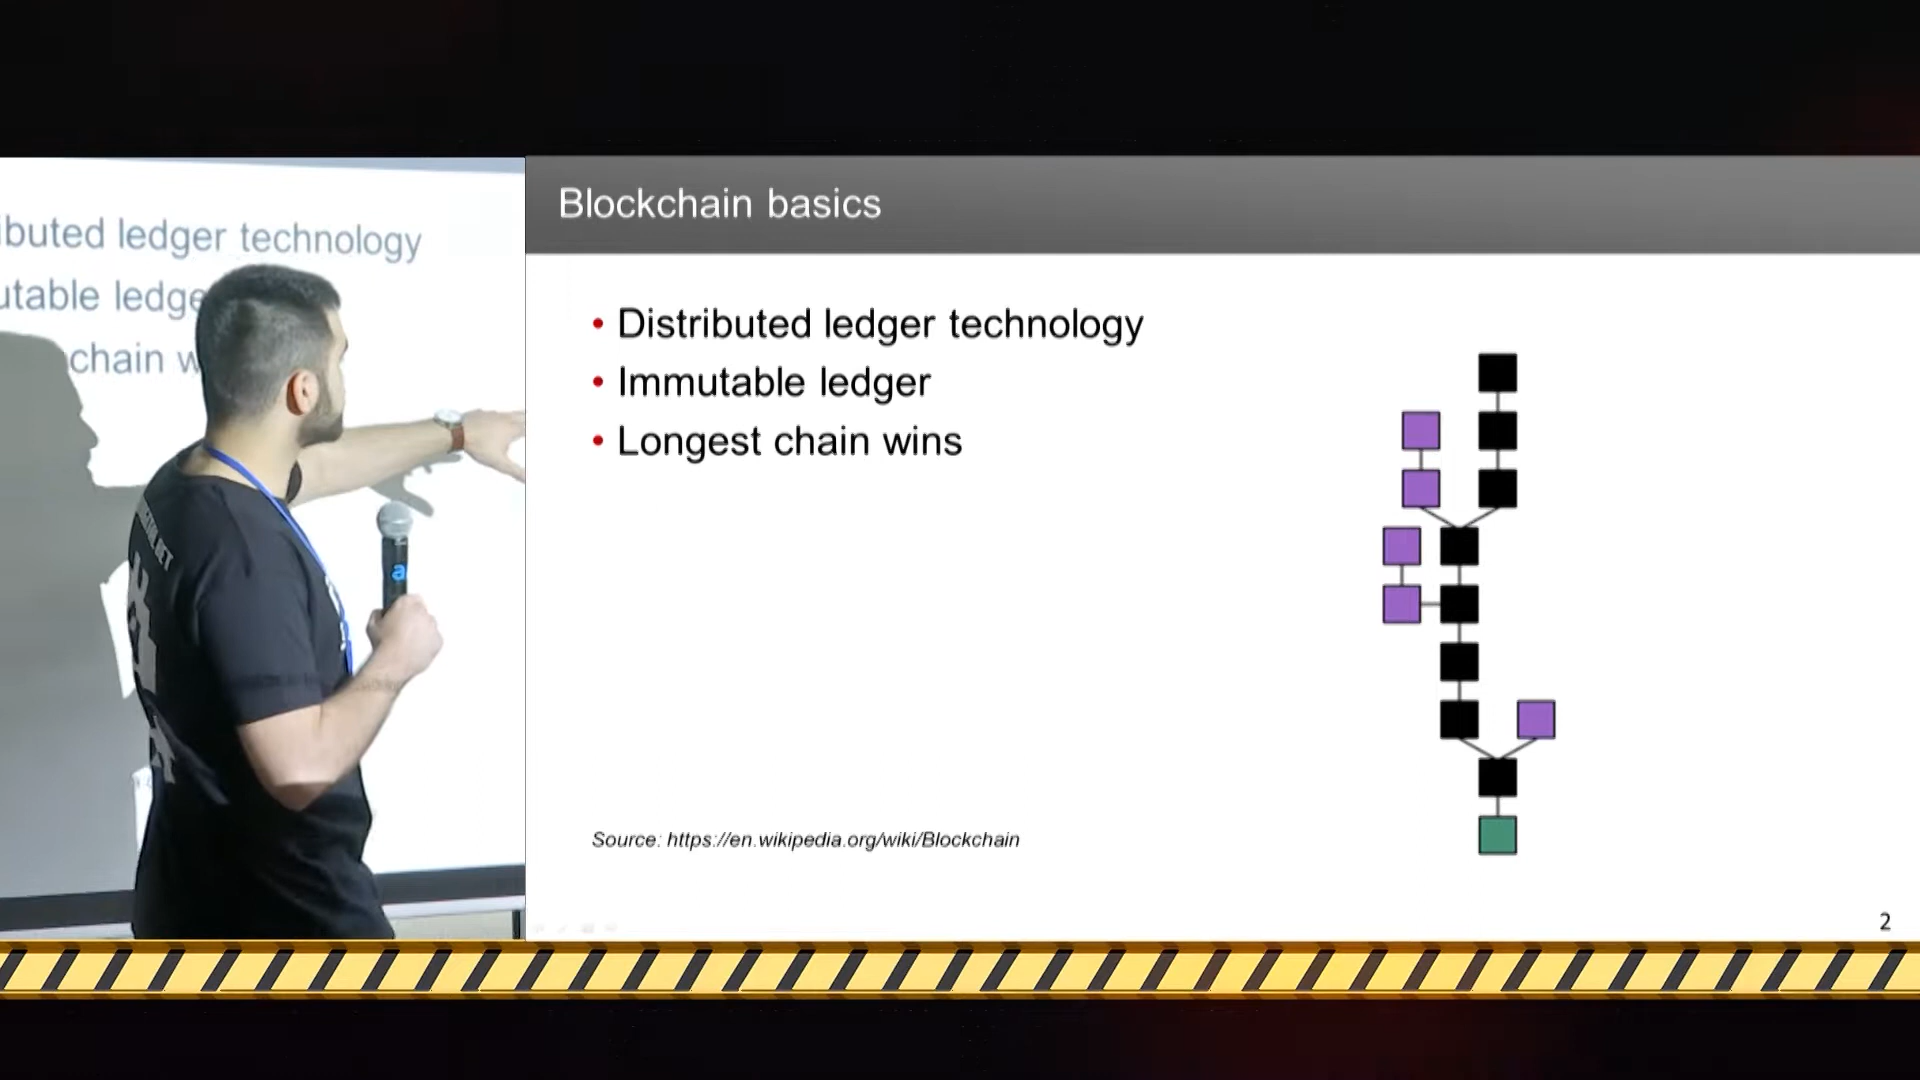 ibuted ledger technology
utable ledge
chain w
Blockchain basics
• Distributed ledger technology
• Immutable ledger
• Longest chain wins
Source: https://en.wikipedia.org/wiki/Blockchain
2
a